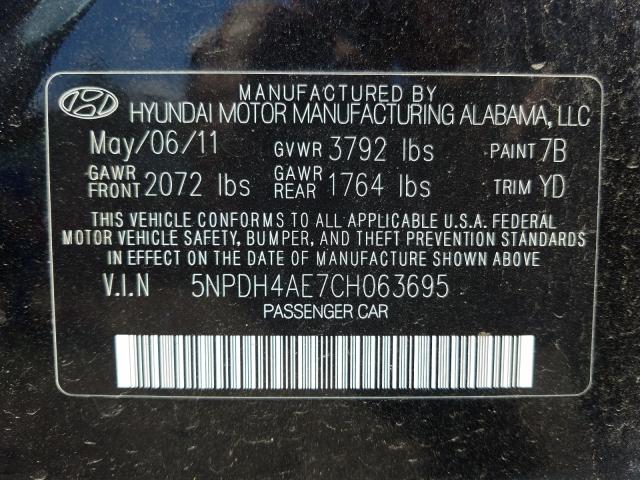 MANUFACTURED BY
HYUNDAI MOTOR MANUFACTURING ALABAMA, LLC
May/06/11 GVWR 3792 lbs PAINT 7B
GAWR FRONT 2072 lbs GAWR REAR 1764 lbs TRIM YD
THIS VEHICLE CONFORMS TO ALL APPLICABLE U.S.A. FEDERAL
MOTOR VEHICLE SAFETY, BUMPER, AND THEFT PREVENTION STANDARDS
IN EFFECT ON THE DATE OF MANUFACTURE SHOWN ABOVE.
V.I.N 5NPDH4AE7CH063695
PASSENGER CAR